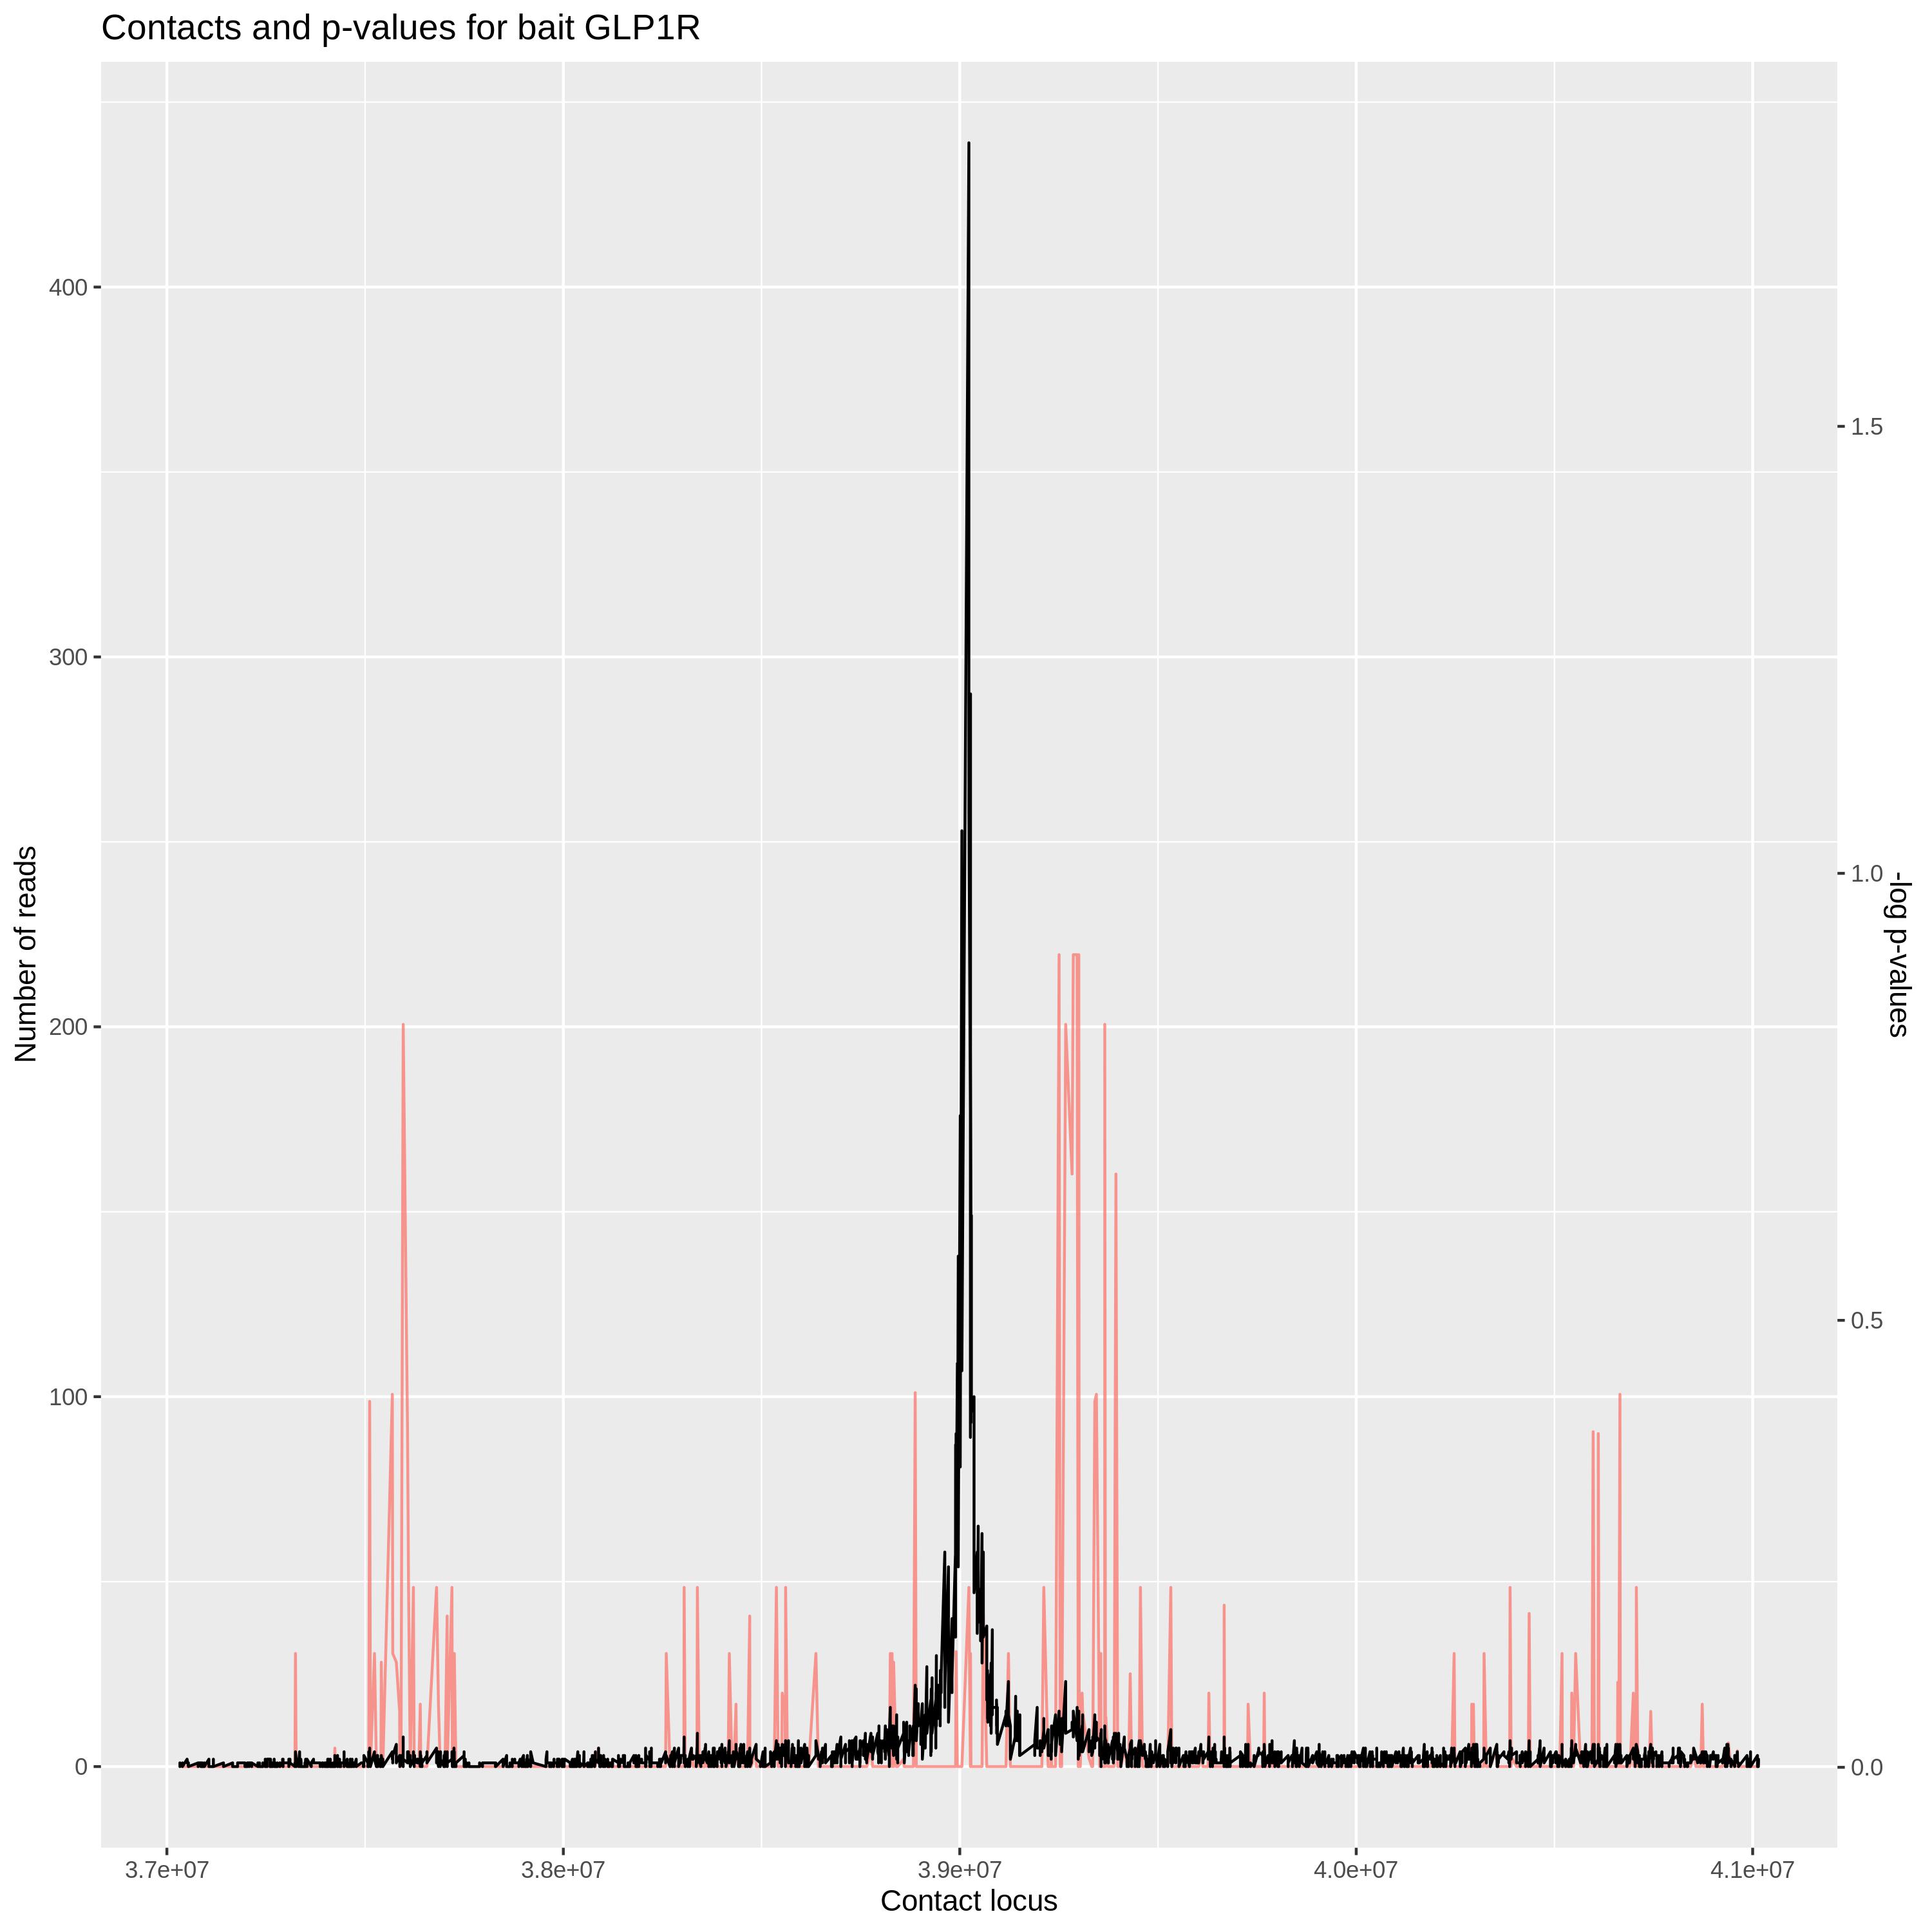 Contacts and p-values for bait GLP1R
Number of reads
400
300
200
100
0
1.5
1.0
0.5
0.0
-log p-values
3.7e+07
3.8e+07
3.9e+07
4.0e+07
4.1e+07
Contact locus